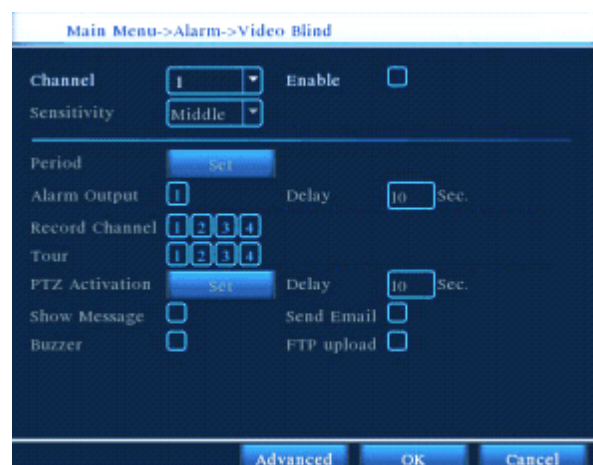 Main Menu->Alarm->Video Blind
Channel 1 Enable
Sensitivity Middle
Period Set
Alarm Output 1 Delay 10 Sec.
Record Channel 1 2 3 4
Tour 1 2 3 4
PTZ Activation Set Delay 10 Sec.
Show Message Send Email
Buzzer FTP upload
Advanced OK Cancel